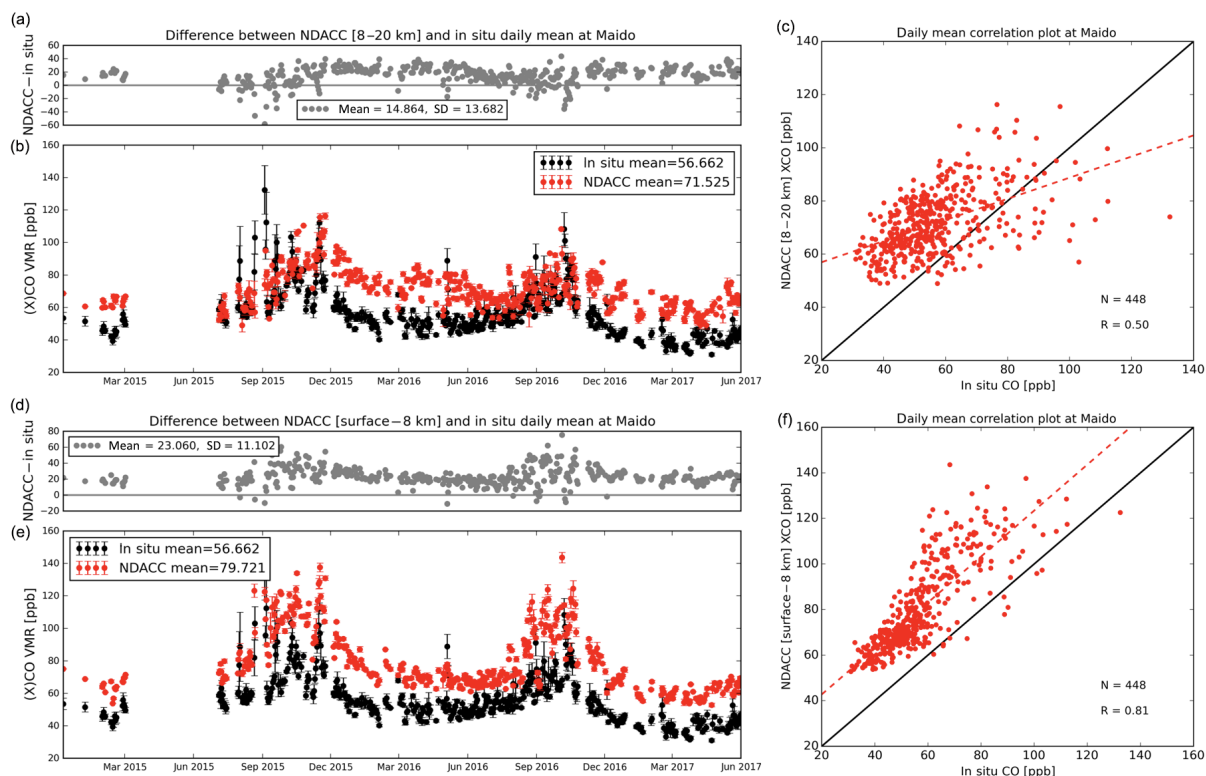 (a)
Difference between NDACC [8−20 km] and in situ daily mean at Maido
NDACC−in situ
60
40
20
0
−20
−40
−60
Mean = 14.864, SD = 13.682
(b)
(X)CO VMR [ppb]
160
140
120
100
80
60
40
20
In situ mean=56.662
NDACC mean=71.525
Mar 2015 Jun 2015 Sep 2015 Dec 2015 Mar 2016 Jun 2016 Sep 2016 Dec 2016 Mar 2017 Jun 2017
(c)
Daily mean correlation plot at Maido
NDACC [8−20 km] XCO [ppb]
140
120
100
80
60
40
20
N = 448
R = 0.50
20 40 60 80 100 120 140
In situ CO [ppb]
(d)
Difference between NDACC [surface−8 km] and in situ daily mean at Maido
NDACC−in situ
80
60
40
20
0
−20
Mean = 23.060, SD = 11.102
(e)
(X)CO VMR [ppb]
160
140
120
100
80
60
40
20
In situ mean=56.662
NDACC mean=79.721
Mar 2015 Jun 2015 Sep 2015 Dec 2015 Mar 2016 Jun 2016 Sep 2016 Dec 2016 Mar 2017 Jun 2017
(f)
Daily mean correlation plot at Maido
NDACC [surface−8 km] XCO [ppb]
160
140
120
100
80
60
40
20
N = 448
R = 0.81
20 40 60 80 100 120 140 160
In situ CO [ppb]